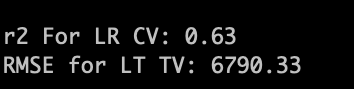 r2 For LR CV: 0.63
RMSE for LT TV: 6790.33